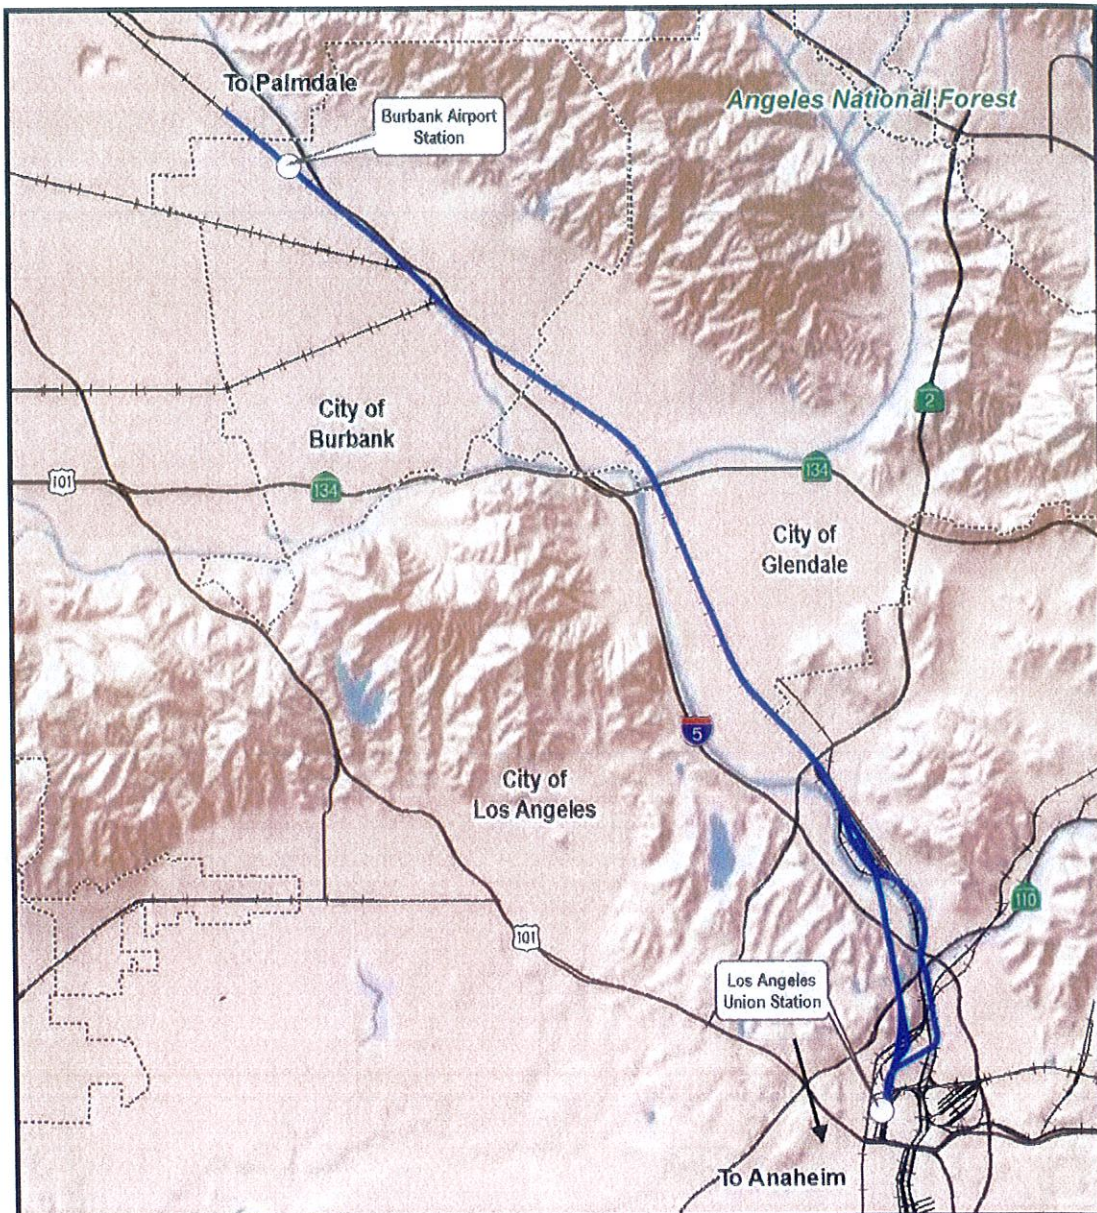 To Palmdale
Burbank Airport
Station
Angeles National Forest
2
City of
Burbank
101
134
134
City of
Glendale
5
City of
Los Angeles
110
101
Los Angeles
Union Station
To Anaheim